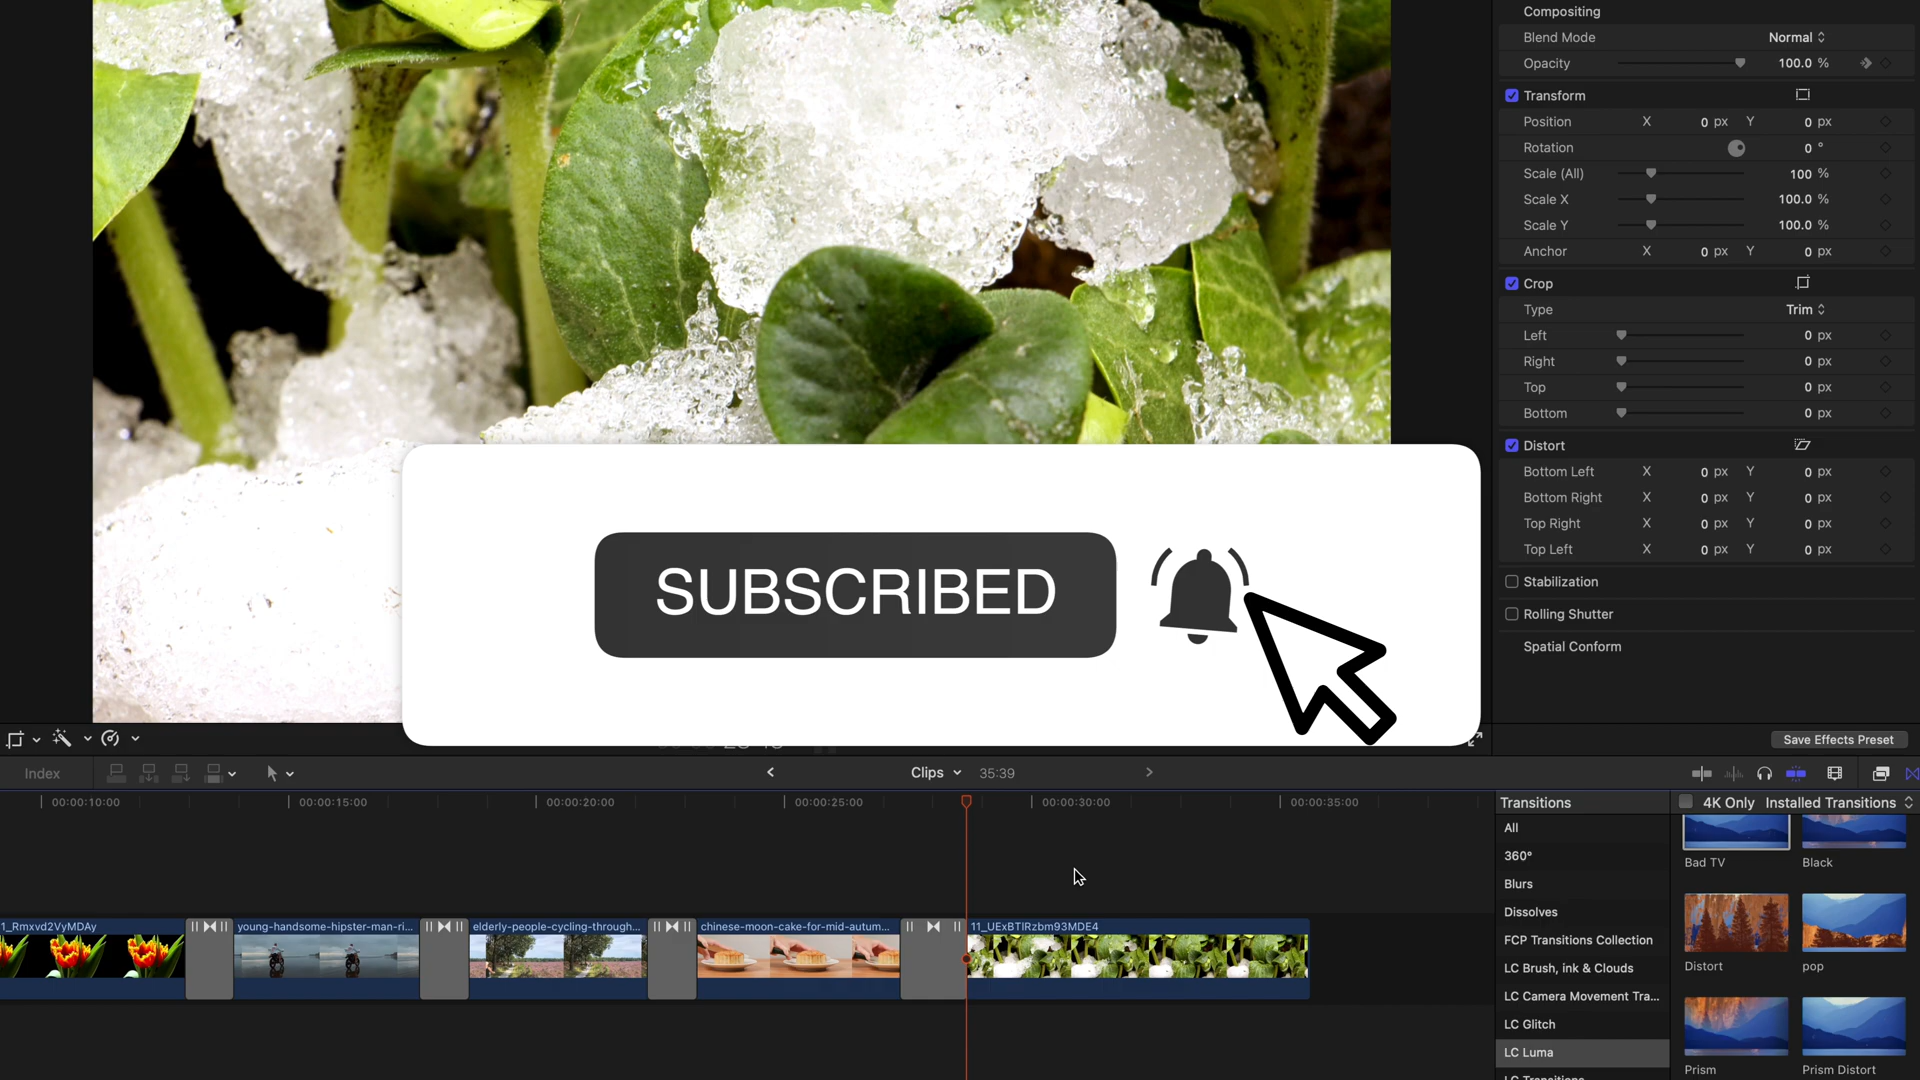 Compositing
Blend Mode Normal
Opacity 100.0 %
Transform
Position X 0 px Y 0 px
Rotation 0 °
Scale (All) 100 %
Scale X 100.0 %
Scale Y 100.0 %
Anchor X 0 px Y 0 px
Crop
Type Trim
Left 0 px
Right 0 px
Top 0 px
Bottom 0 px
Distort
Bottom Left X 0 px Y 0 px
Bottom Right X 0 px Y 0 px
Top Right X 0 px Y 0 px
Top Left X 0 px Y 0 px
Stabilization
Rolling Shutter
Spatial Conform
SUBSCRIBED
Save Effects Preset
Index Clips 35:39
00:00:10:00 00:00:15:00 00:00:20:00 00:00:25:00 00:00:30:00 00:00:35:00
1_Rmxvd2VyMDAy young-handsome-hipster-man-ri... elderly-people-cycling-through... chinese-moon-cake-for-mid-autum... 11_UExBTlRzbm93MDE4
Transitions 4K Only Installed Transitions
All
360°
Blurs
Dissolves
FCP Transitions Collection
LC Brush, ink & Clouds
LC Camera Movement Tra...
LC Glitch
LC Luma
LC Transitions
Bad TV Black
Distort pop
Prism Prism Distort